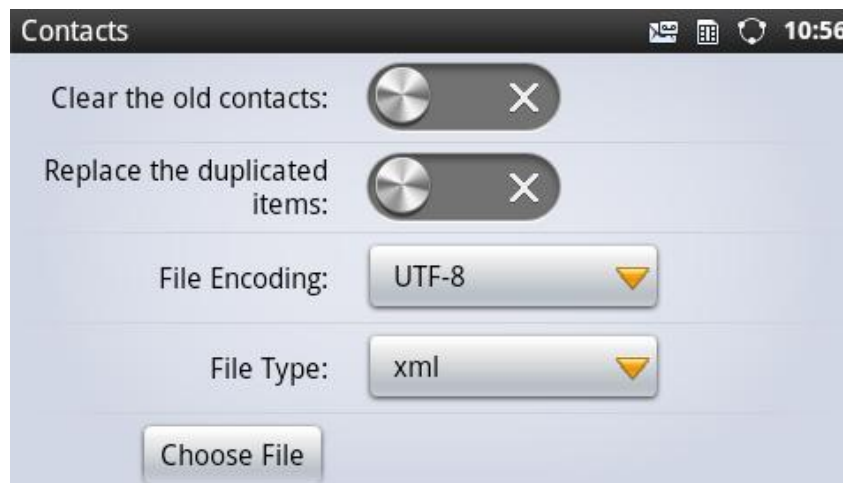 Contacts 10:56
Clear the old contacts:
Replace the duplicated
items:
File Encoding: UTF-8
File Type: xml
Choose File